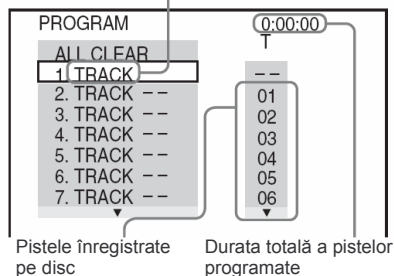 PROGRAM 0:00:00
T
ALL CLEAR
1. TRACK – –
2. TRACK – – 01
3. TRACK – – 02
4. TRACK – – 03
5. TRACK – – 04
6. TRACK – – 05
7. TRACK – – 06
Pistele înregistrate
pe disc
Durata totală a pistelor
programate